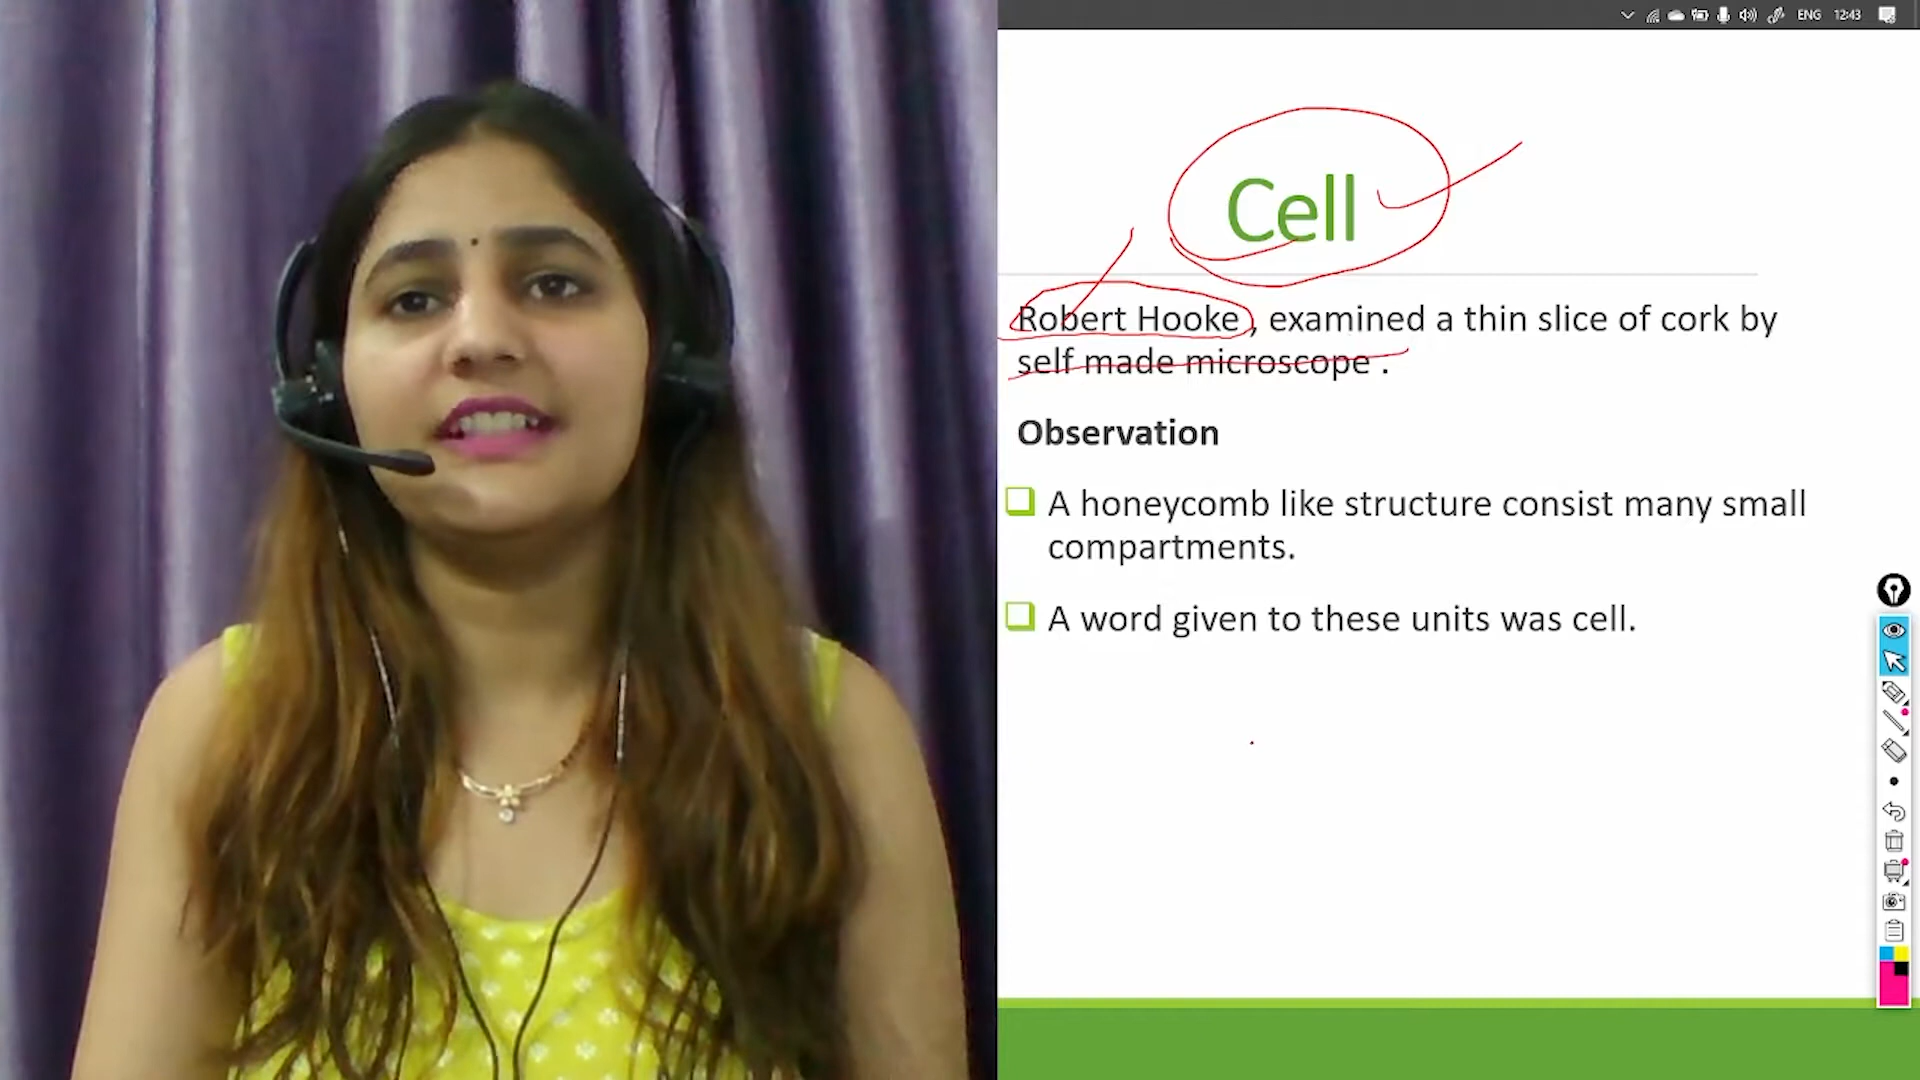 ENG 12:43
Cell
Robert Hooke , examined a thin slice of cork by
self made microscope .
Observation
A honeycomb like structure consist many small
compartments.
A word given to these units was cell.